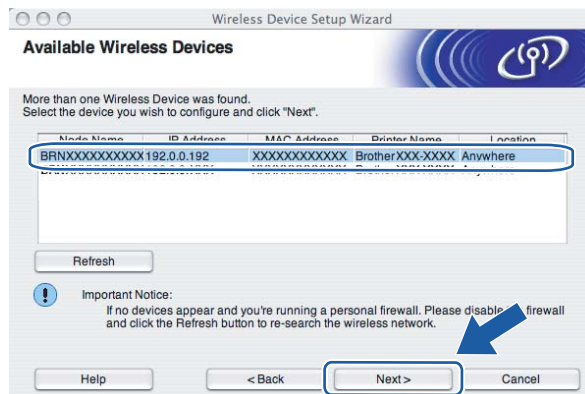 Wireless Device Setup Wizard
Available Wireless Devices
More than one Wireless Device was found.
Select the device you wish to configure and click "Next".
Node Name IP Address MAC Address Printer Name Location
BRNXXXXXXXXXX 192.0.0.192 XXXXXXXXXXXX Brother XXX-XXXX Anywhere
Refresh
Important Notice:
If no devices appear and you're running a personal firewall. Please disable firewall
and click the Refresh button to re-search the wireless network.
Help < Back Next > Cancel